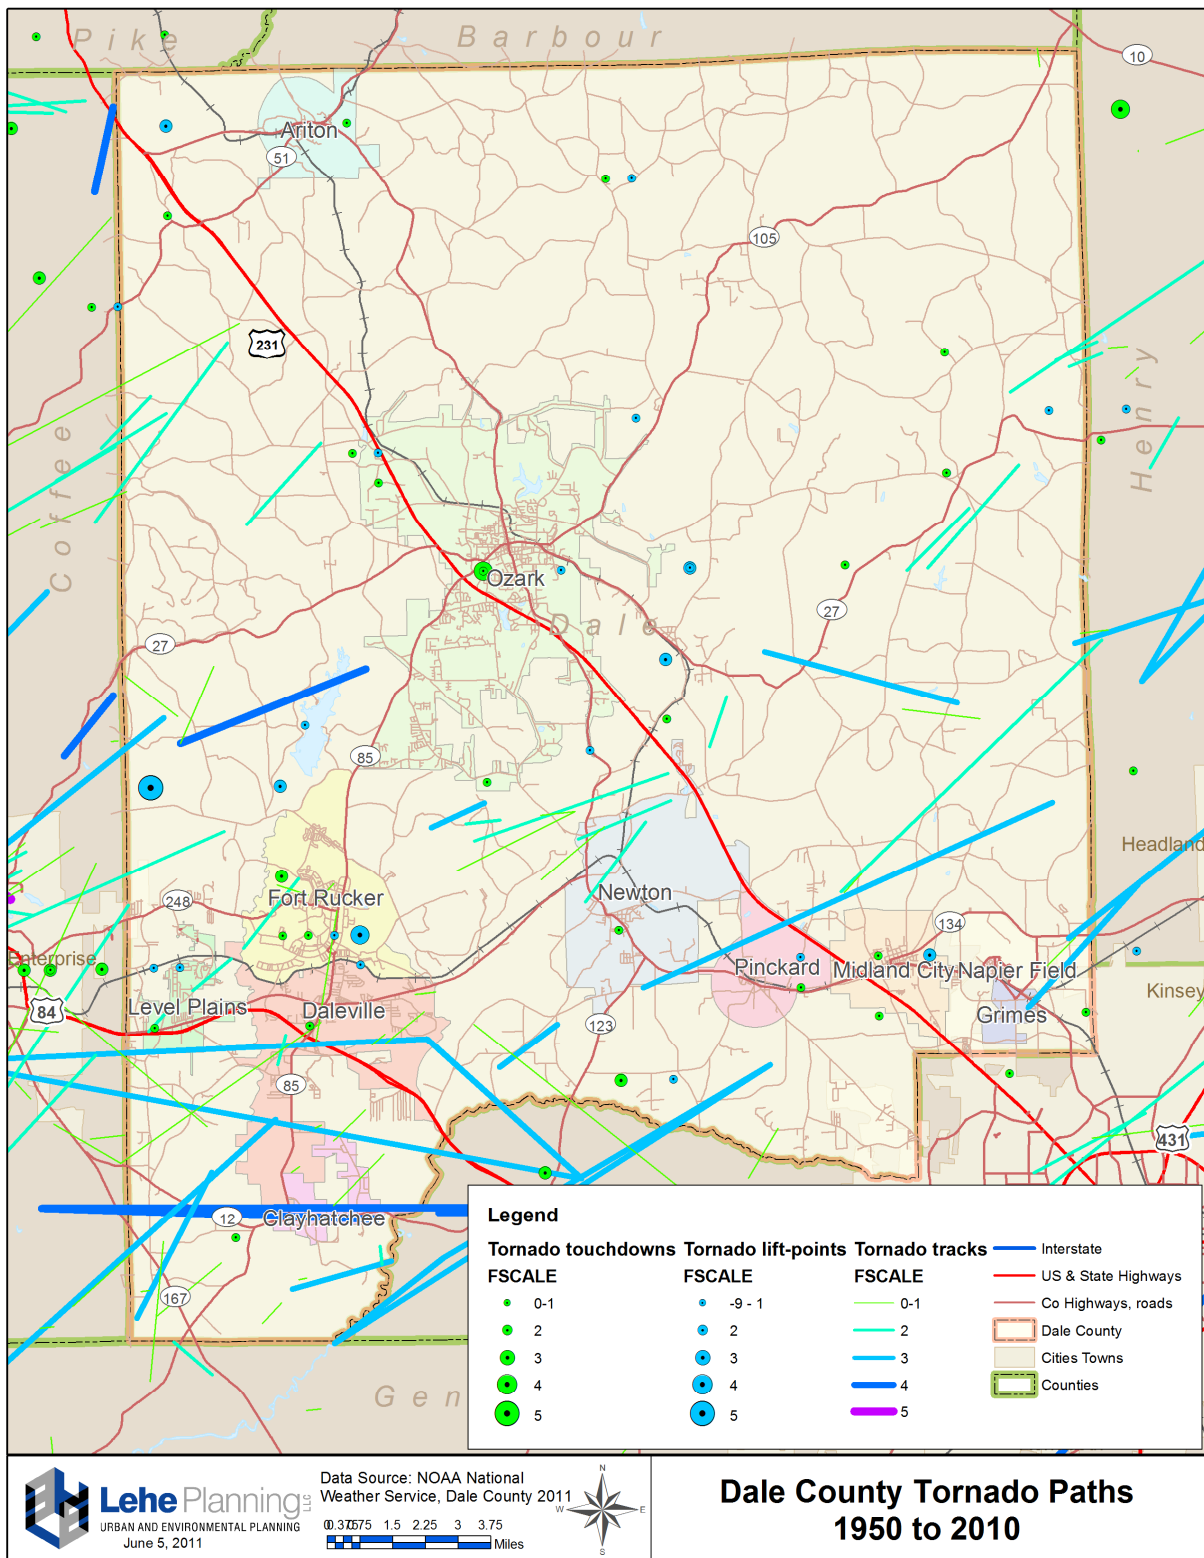 Pike
Barbour
10
Ariton
51
105
231
Coffee
Henry
Ozark
Dale
27
27
85
Headland
Fort Rucker
248
Newton
134
Enterprise
Pinckard
Midland City
Napier Field
Kinsey
84
Level Plains
Daleville
Grimes
123
85
431
12
Clayhatchee
167
Gen
Legend
Tornado touchdowns
FSCALE
0-1
2
3
4
5
Tornado lift-points
FSCALE
-9 - 1
2
3
4
5
Tornado tracks
FSCALE
0-1
2
3
4
5
Interstate
US & State Highways
Co Highways, roads
Dale County
Cities Towns
Counties
Lehe Planning LLC
URBAN AND ENVIRONMENTAL PLANNING
June 5, 2011
Data Source: NOAA National
Weather Service, Dale County 2011
0 0.375 0.75 1.5 2.25 3 3.75
Miles
N
W E
S
Dale County Tornado Paths
1950 to 2010